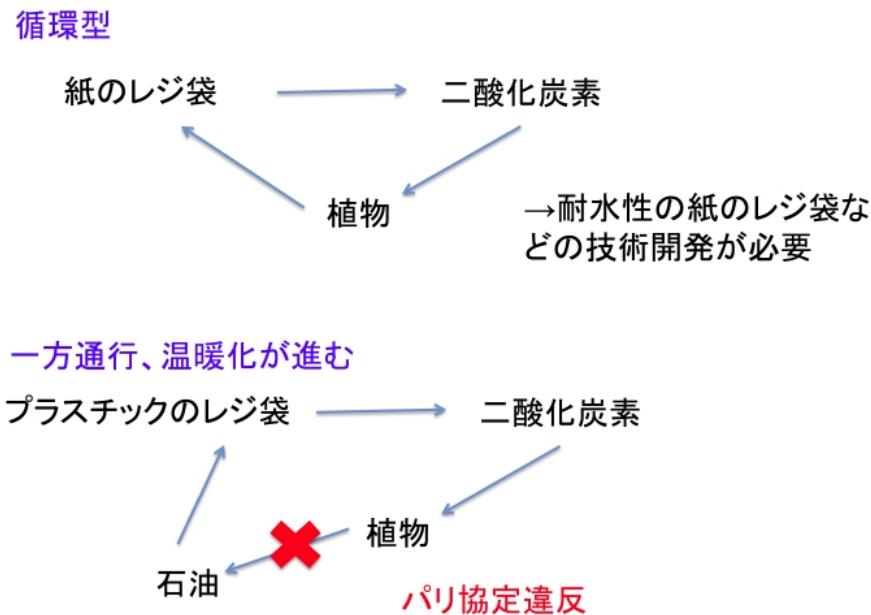 循環型
紙のレジ袋
二酸化炭素
植物
→耐水性の紙のレジ袋な
どの技術開発が必要
一方通行、温暖化が進む
プラスチックのレジ袋
二酸化炭素
植物
石油
パリ協定違反